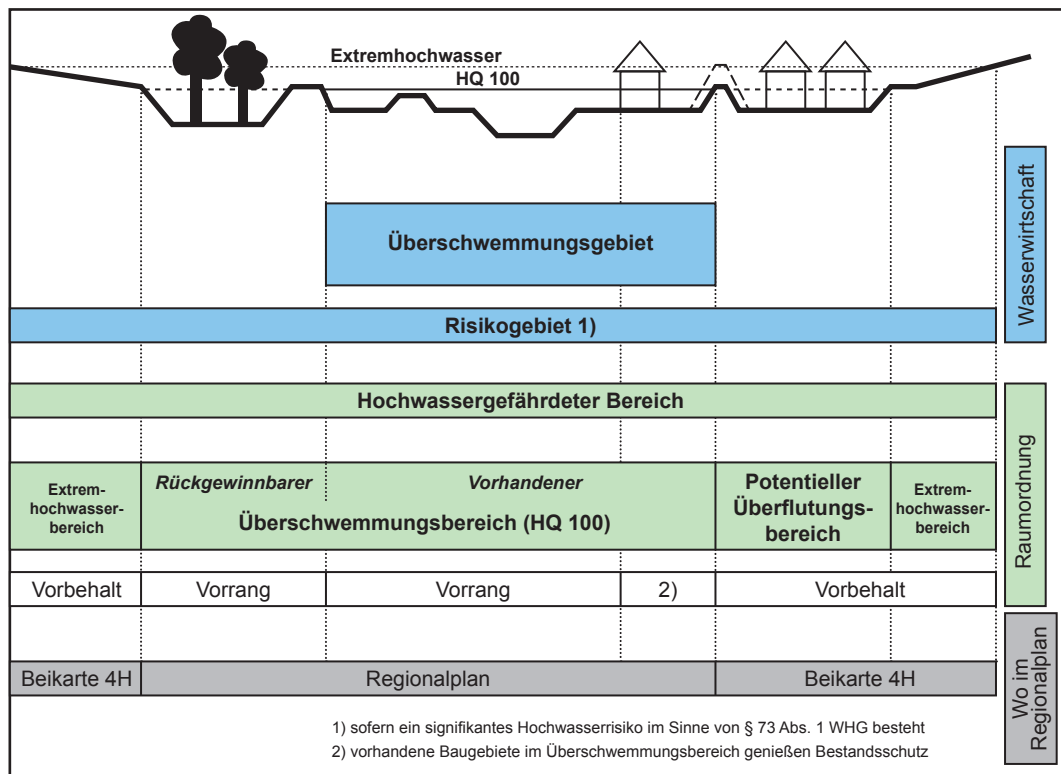 Extremhochwasser
HQ 100
Überschwemmungsgebiet
Risikogebiet 1)
Wasserwirtschaft
Hochwassergefährdeter Bereich
Extrem-
hochwasser-
bereich
Rückgewinnbarer
Vorhandener
Überschwemmungsbereich (HQ 100)
Potentieller
Überflutungs-
bereich
Extrem-
hochwasser-
bereich
Vorbehalt
Vorrang
Vorrang
2)
Vorbehalt
Raumordnung
Beikarte 4H
Regionalplan
Beikarte 4H
Wo im
Regionalplan
1) sofern ein signifikantes Hochwasserrisiko im Sinne von § 73 Abs. 1 WHG besteht
2) vorhandene Baugebiete im Überschwemmungsbereich genießen Bestandsschutz